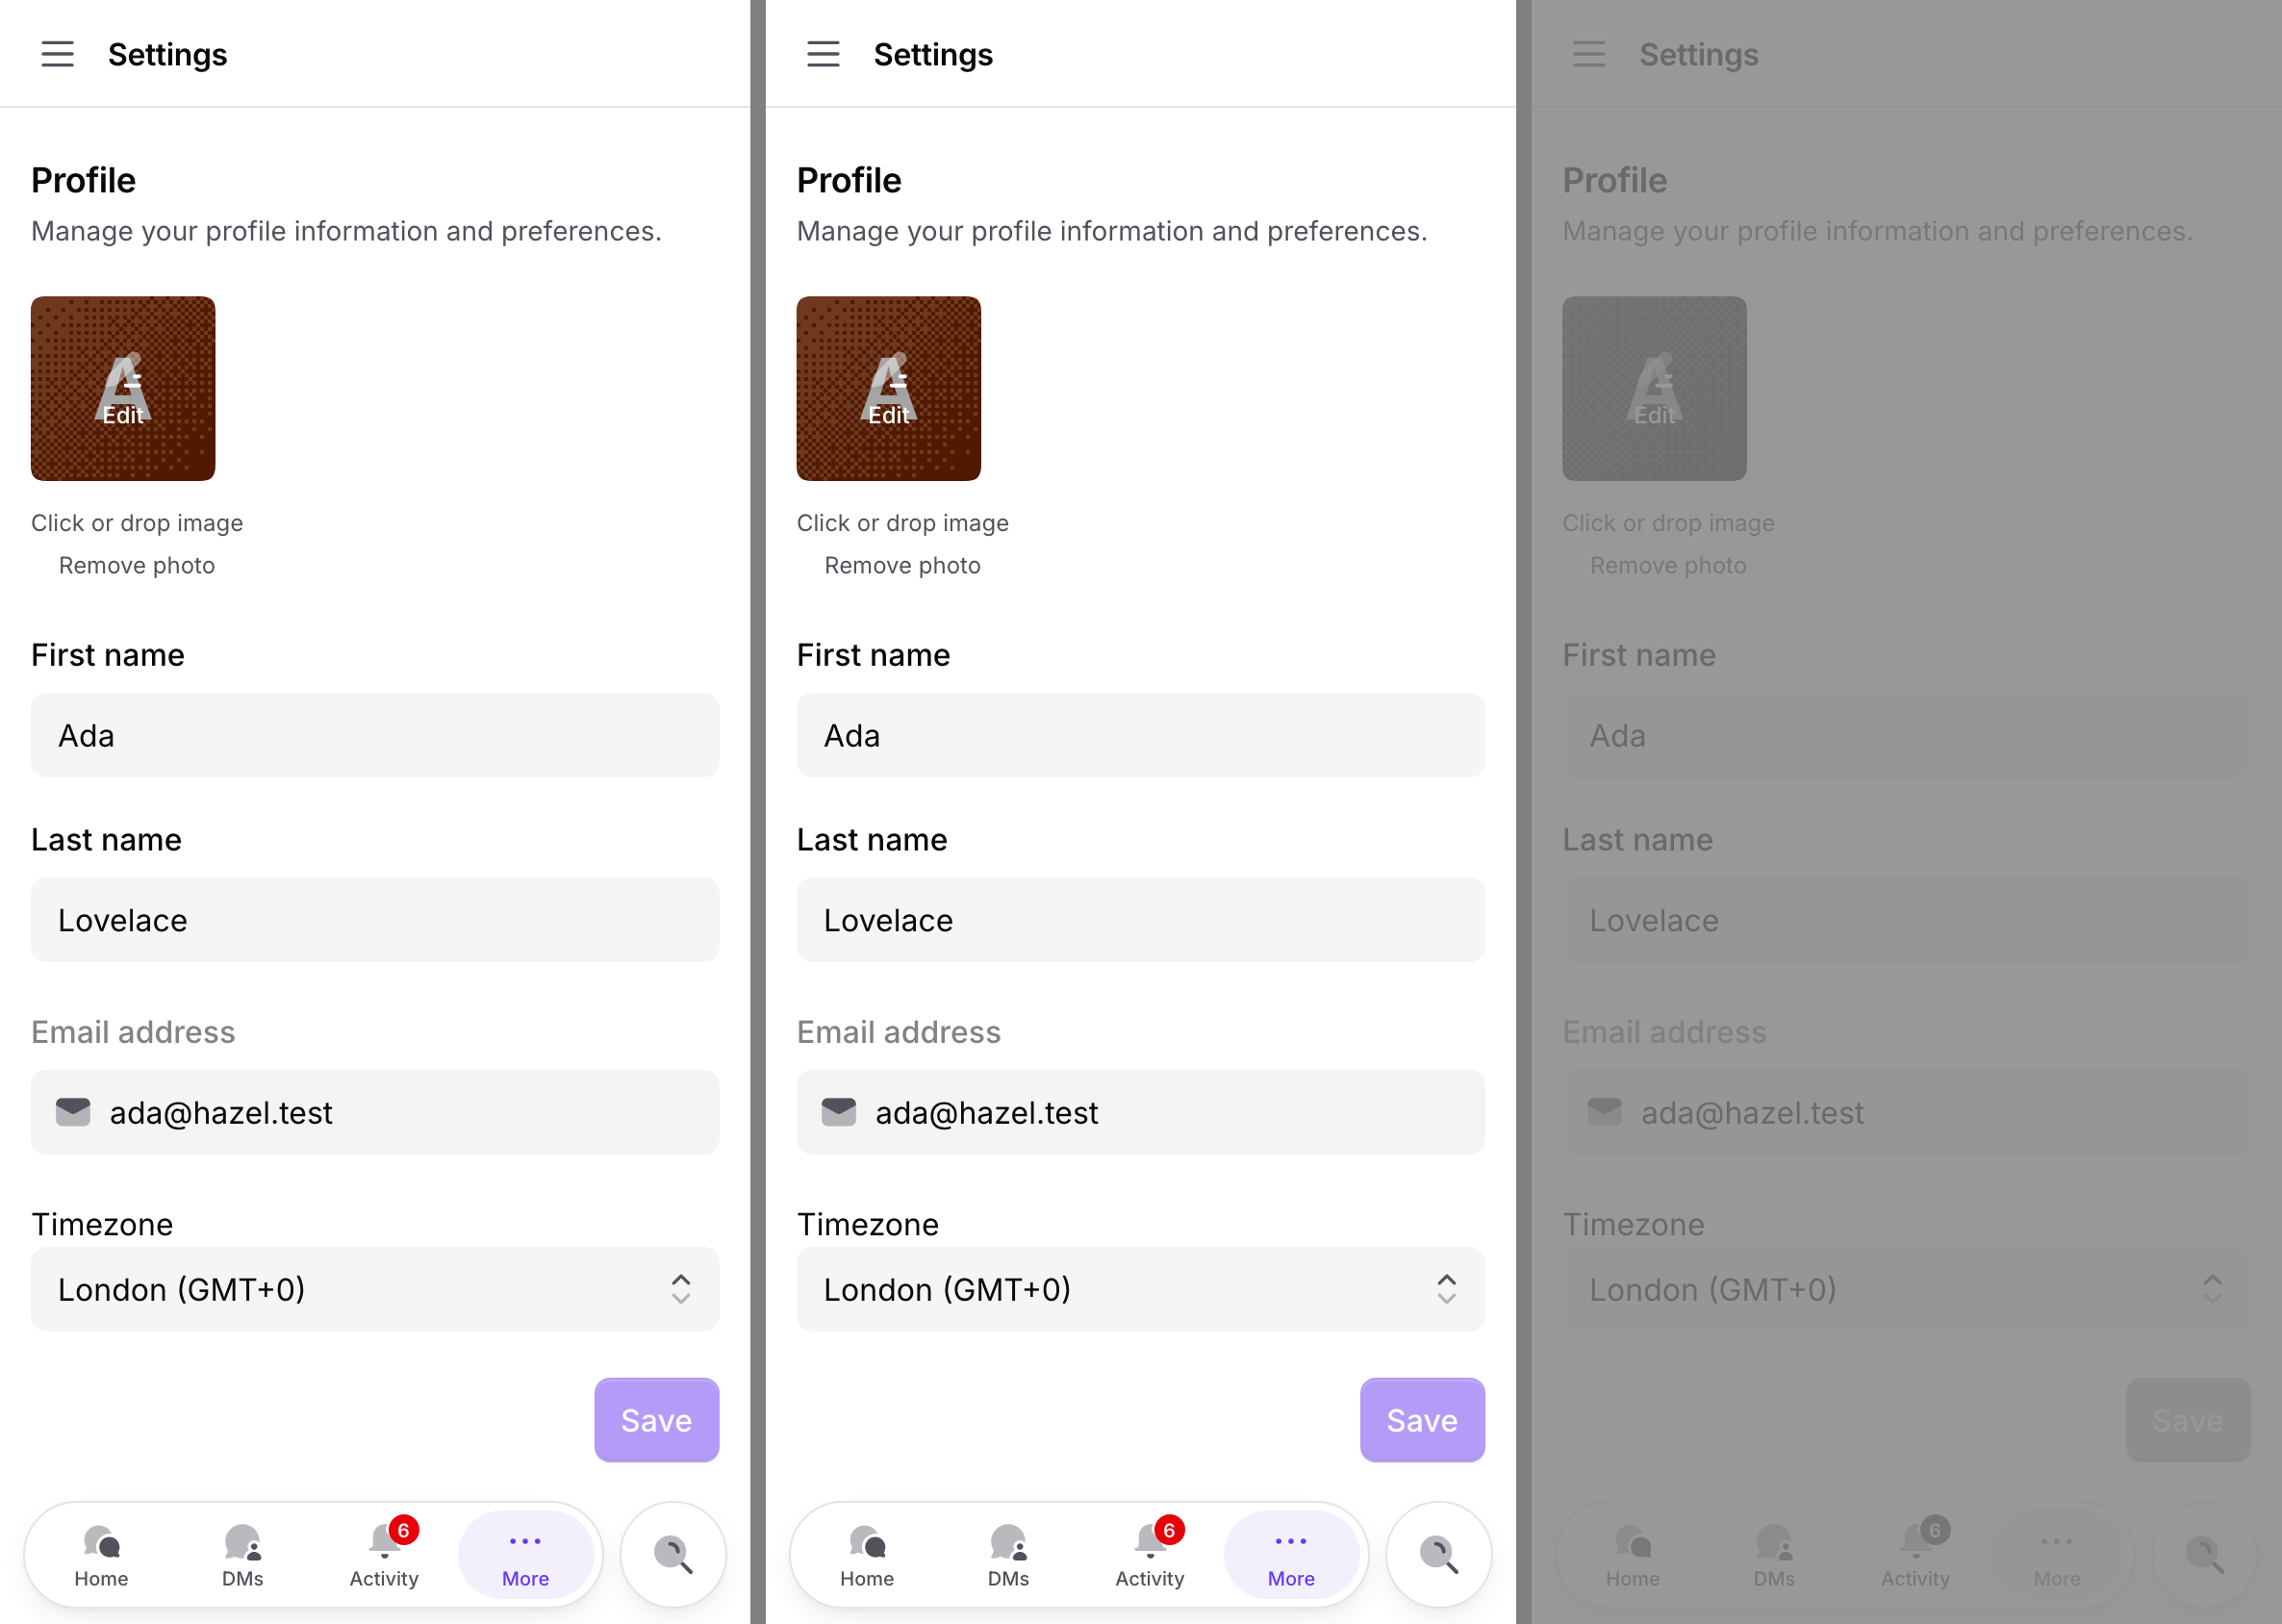 Settings
Profile
Manage your profile information and preferences.
A
Edit
Click or drop image
Remove photo
First name
Ada
Last name
Lovelace
Email address
ada@hazel.test
Timezone
London (GMT+0)
Save
Home
DMs
6
Activity
More
Settings
Profile
Manage your profile information and preferences.
A
Edit
Click or drop image
Remove photo
First name
Ada
Last name
Lovelace
Email address
ada@hazel.test
Timezone
London (GMT+0)
Save
Home
DMs
6
Activity
More
Settings
Profile
Manage your profile information and preferences.
A
Edit
Click or drop image
Remove photo
First name
Ada
Last name
Lovelace
Email address
ada@hazel.test
Timezone
London (GMT+0)
Save
Home
DMs
6
Activity
More